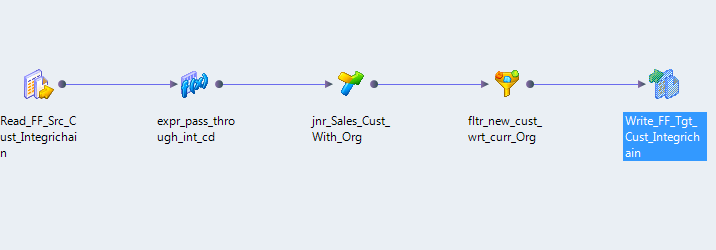 Read_FF_Src_C
ust_Integrichai
n
f(x)
expr_pass_thro
ugh_int_cd
jnr_Sales_Cust_
With_Org
fltr_new_cust_
wrt_curr_Org
Write_FF_Tgt_
Cust_Integrich
ain